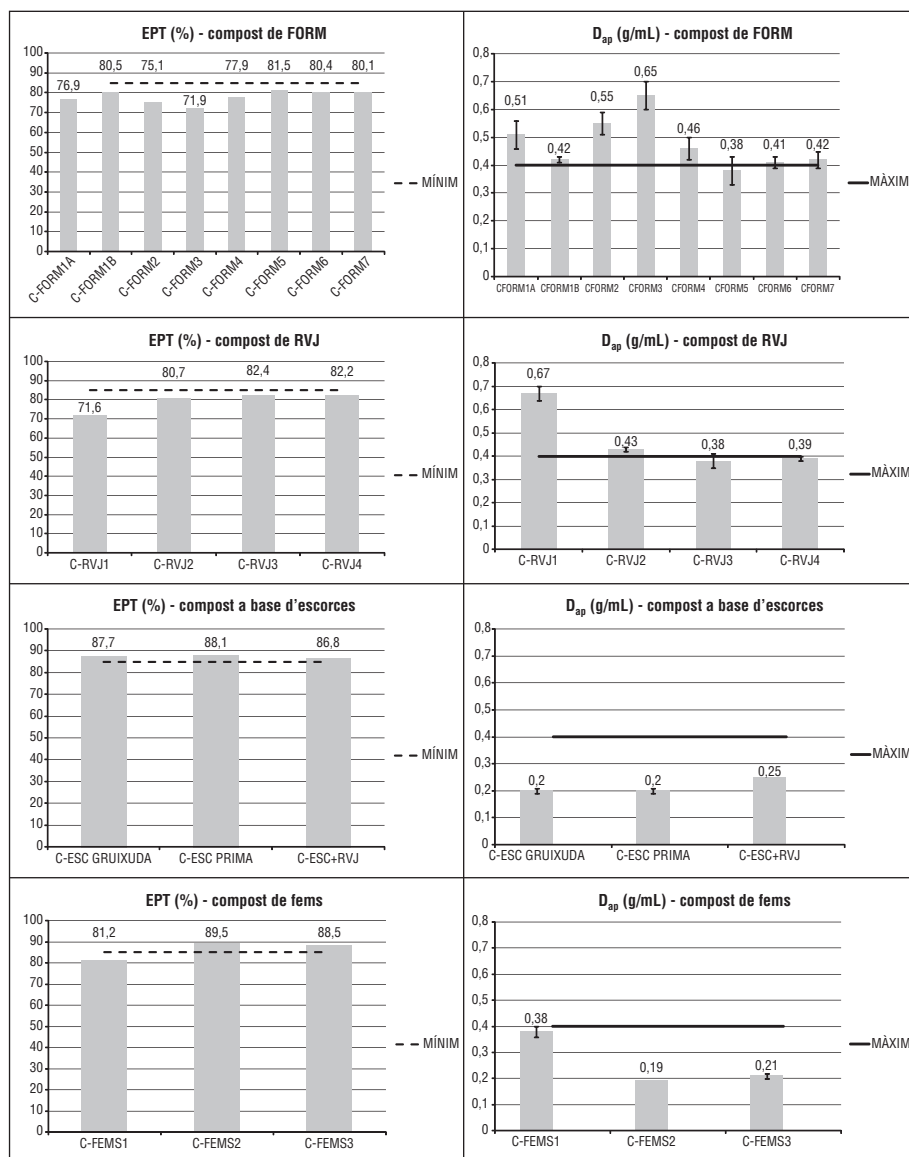 EPT (%) - compost de FORM
100
90
80
70
60
50
40
30
20
10
0
76,9
80,5
75,1
71,9
77,9
81,5
80,4
80,1
MÍNIM
C-FORM1A
C-FORM1B
C-FORM2
C-FORM3
C-FORM4
C-FORM5
C-FORM6
C-FORM7
Dap (g/mL) - compost de FORM
0,8
0,7
0,6
0,5
0,4
0,3
0,2
0,1
0
0,51
0,42
0,55
0,65
0,46
0,38
0,41
0,42
MÀXIM
CFORM1A
CFORM1B
CFORM2
CFORM3
CFORM4
CFORM5
CFORM6
CFORM7
EPT (%) - compost de RVJ
100
90
80
70
60
50
40
30
20
10
0
71,6
80,7
82,4
82,2
MÍNIM
C-RVJ1
C-RVJ2
C-RVJ3
C-RVJ4
Dap (g/mL) - compost de RVJ
0,8
0,7
0,6
0,5
0,4
0,3
0,2
0,1
0
0,67
0,43
0,38
0,39
MÀXIM
C-RVJ1
C-RVJ2
C-RVJ3
C-RVJ4
EPT (%) - compost a base d'escorces
100
90
80
70
60
50
40
30
20
10
0
87,7
88,1
86,8
MÍNIM
C-ESC GRUIXUDA
C-ESC PRIMA
C-ESC+RVJ
Dap (g/mL) - compost a base d'escorces
0,8
0,7
0,6
0,5
0,4
0,3
0,2
0,1
0
0,2
0,2
0,25
MÀXIM
C-ESC GRUIXUDA
C-ESC PRIMA
C-ESC+RVJ
EPT (%) - compost de fems
100
90
80
70
60
50
40
30
20
10
0
81,2
89,5
88,5
MÍNIM
C-FEMS1
C-FEMS2
C-FEMS3
Dap (g/mL) - compost de fems
0,8
0,7
0,6
0,5
0,4
0,3
0,2
0,1
0
0,38
0,19
0,21
MÀXIM
C-FEMS1
C-FEMS2
C-FEMS3